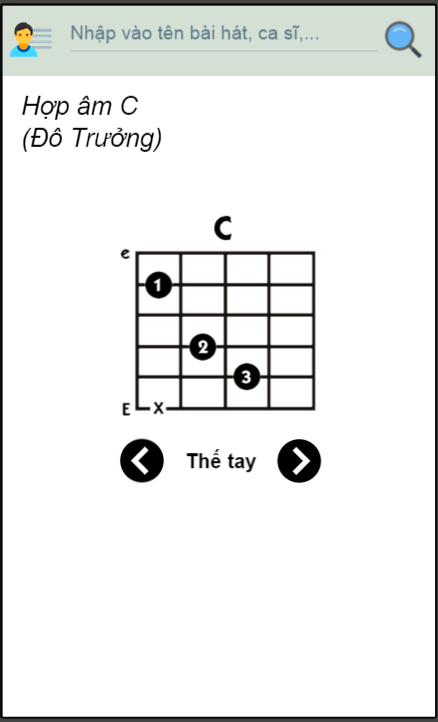 Nhập vào tên bài hát, ca sĩ,...
Hợp âm C
(Đô Trưởng)
C
e
1
2
3
E X
Thế tay